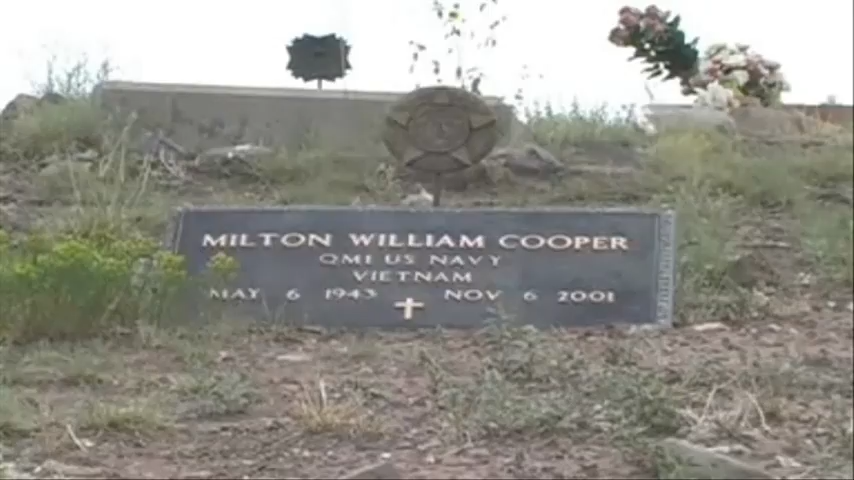 MILTON WILLIAM COOPER
QM1 US NAVY
VIETNAM
MAY 6 1943 NOV 6 2001